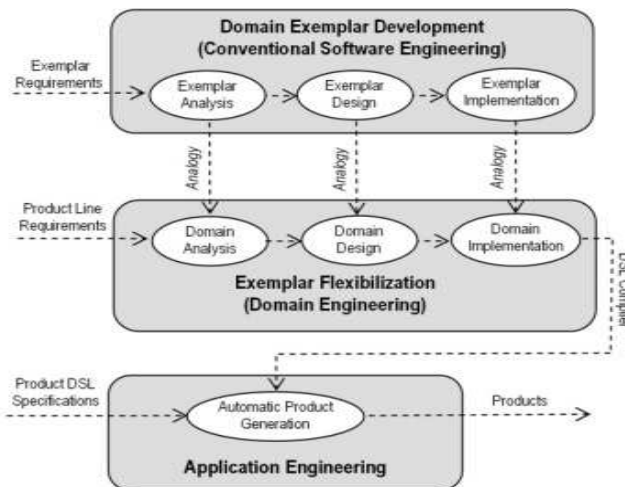 Domain Exemplar Development
(Conventional Software Engineering)
Exemplar
Requirements
Exemplar
Analysis
Exemplar
Design
Exemplar
Implementation
Analogy
Analogy
Analogy
Product Line
Requirements
Domain
Analysis
Domain
Design
Domain
Implementation
Exemplar Flexibilization
(Domain Engineering)
DSL Compiler
Product DSL
Specifications
Automatic Product
Generation
Products
Application Engineering